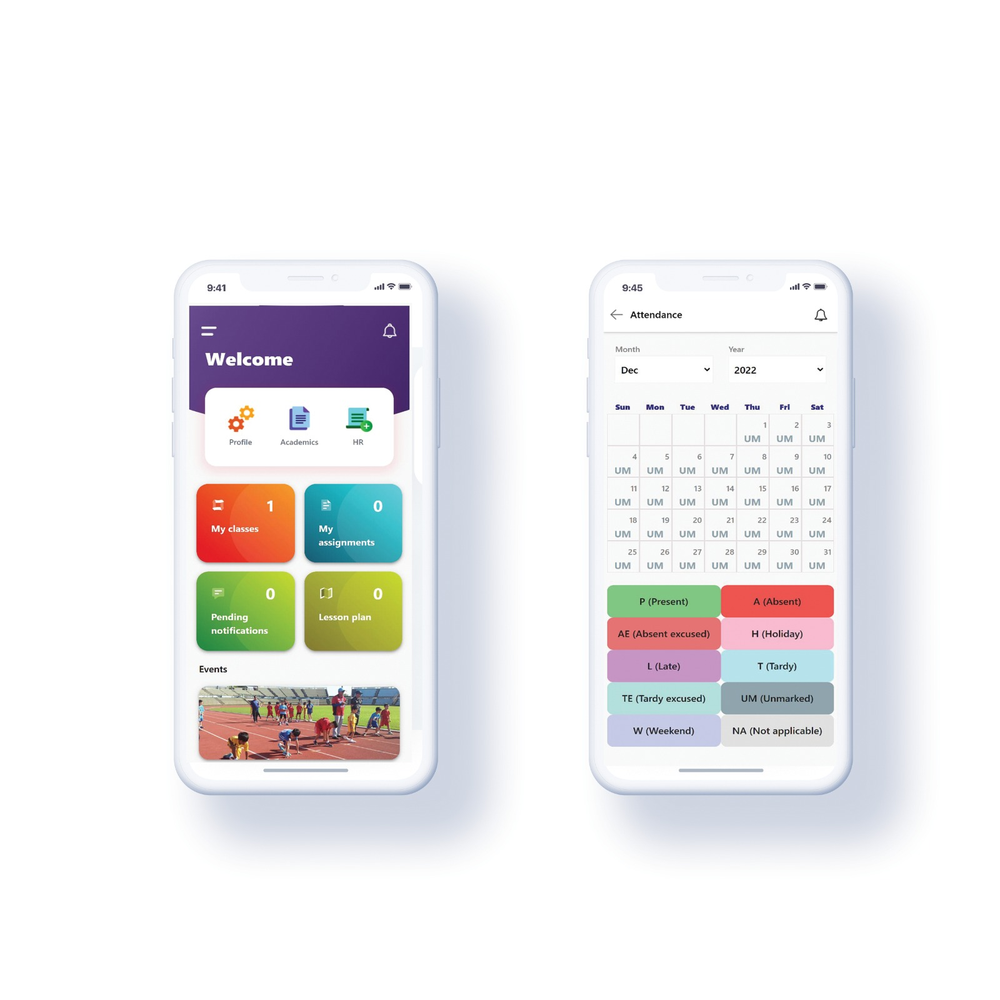 9:41
Welcome
Profile Academics HR
1
My classes
0
My
assignments
0
Pending
notifications
0
Lesson plan
Events
9:45
Attendance
Month Year
Dec 2022
Sun Mon Tue Wed Thu Fri Sat
1 2 3
UM UM UM
4 5 6 7 8 9 10
UM UM UM UM UM UM UM
11 12 13 14 15 16 17
UM UM UM UM UM UM UM
18 19 20 21 22 23 24
UM UM UM UM UM UM UM
25 26 27 28 29 30 31
UM UM UM UM UM UM UM
P (Present) A (Absent)
AE (Absent excused) H (Holiday)
L (Late) T (Tardy)
TE (Tardy excused) UM (Unmarked)
W (Weekend) NA (Not applicable)